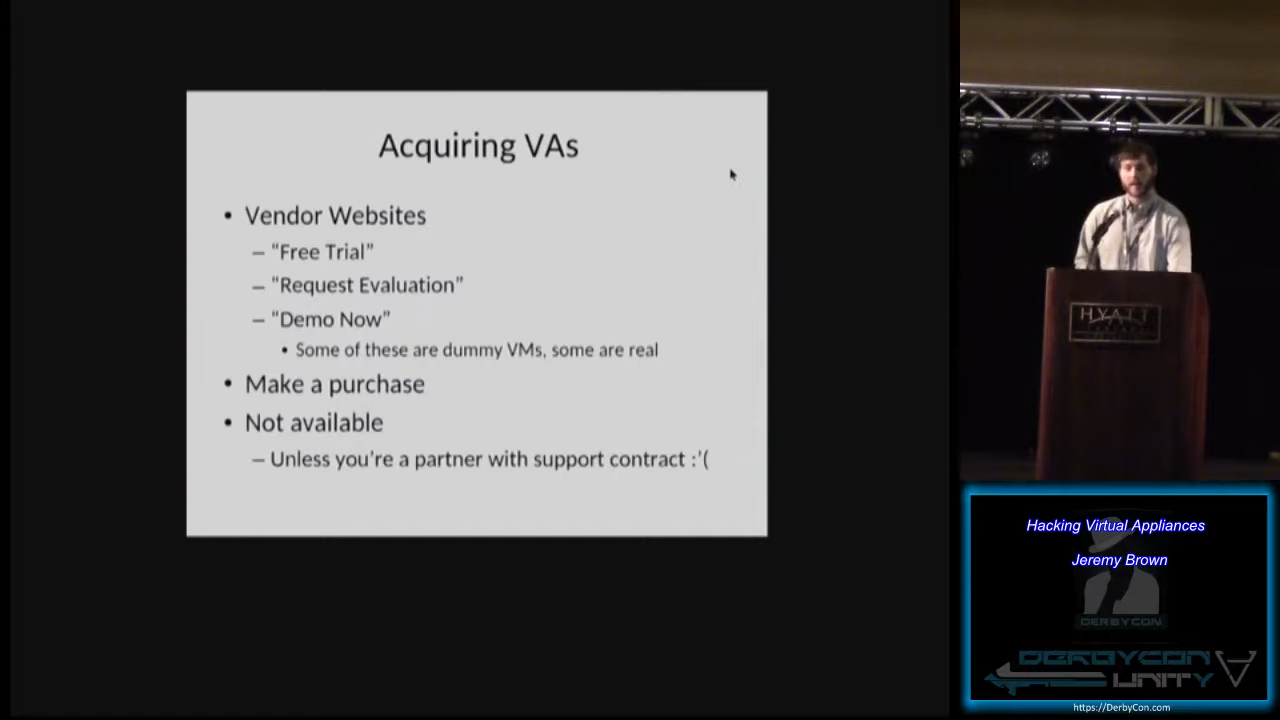 Acquiring VAs
• Vendor Websites
– “Free Trial”
– “Request Evaluation”
– “Demo Now”
• Some of these are dummy VMs, some are real
• Make a purchase
• Not available
– Unless you’re a partner with support contract :’(
HYATT
Hacking Virtual Appliances
Jeremy Brown
DERBYCON
DERBYCON
UNITY
https://DerbyCon.com